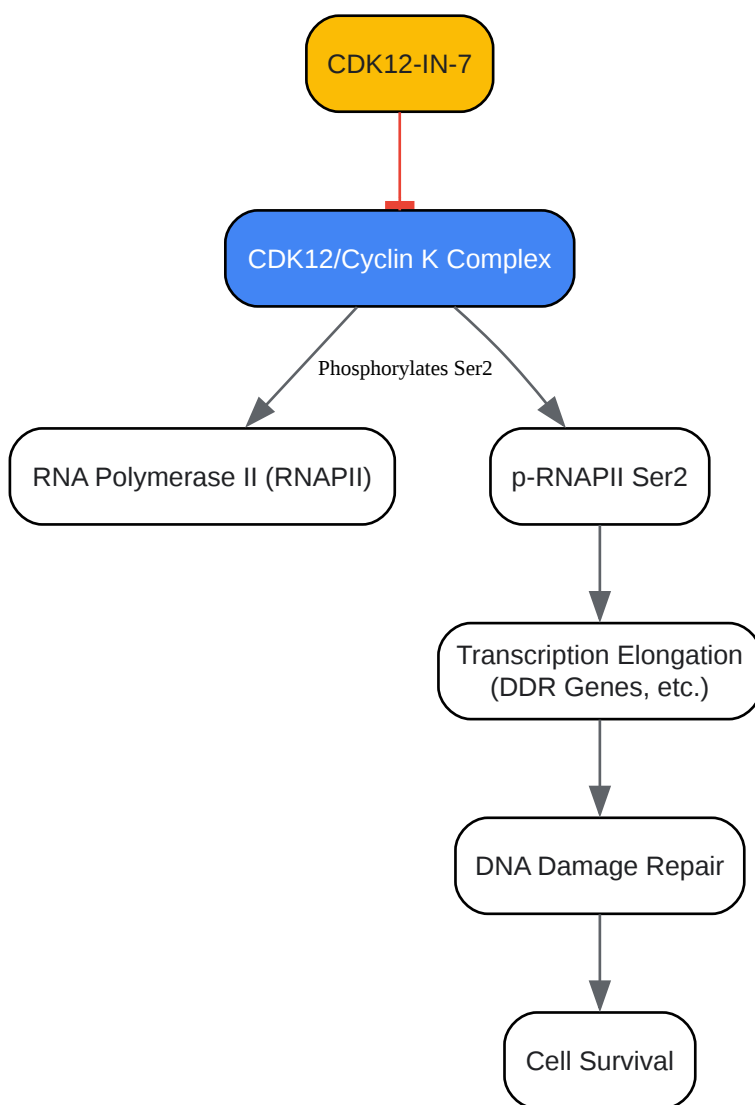 CDK12-IN-7
CDK12/Cyclin K Complex
Phosphorylates Ser2
RNA Polymerase II (RNAPII)
p-RNAPII Ser2
Transcription Elongation
(DDR Genes, etc.)
DNA Damage Repair
Cell Survival